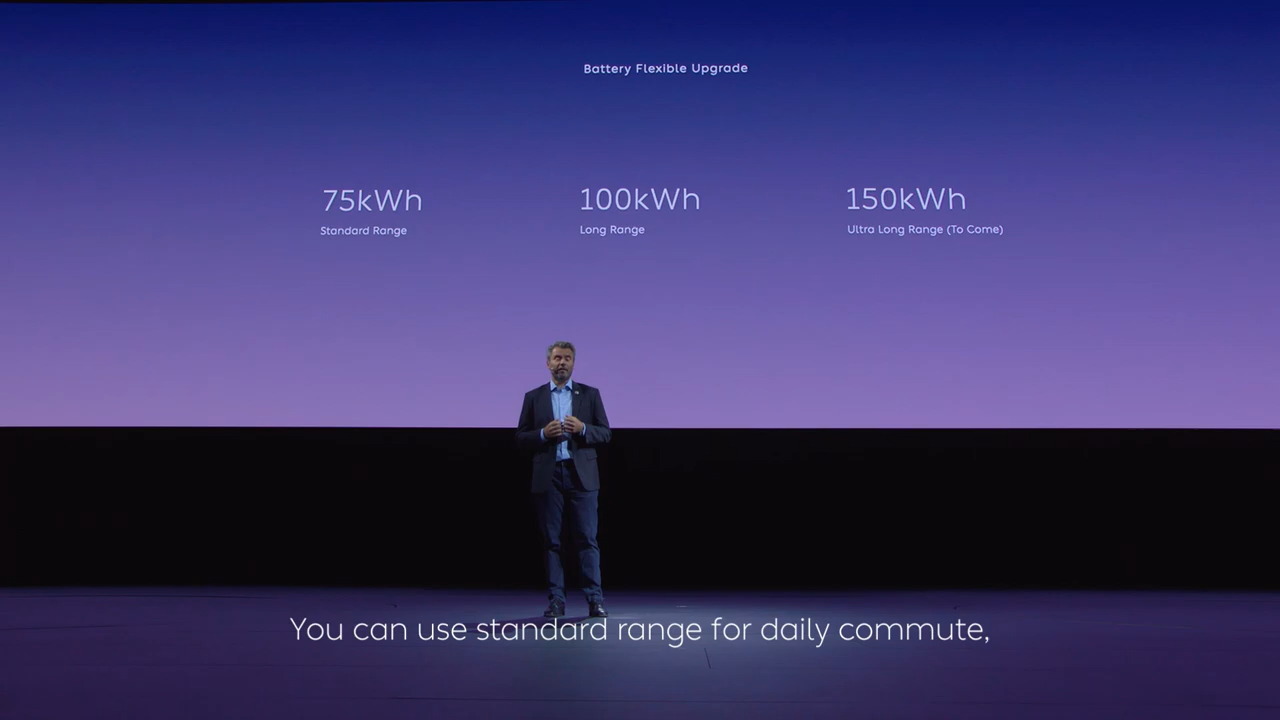 Battery Flexible Upgrade
75kWh
100kWh
150kWh
Standard Range
Long Range
Ultra Long Range (To Come)
You can use standard range for daily commute,